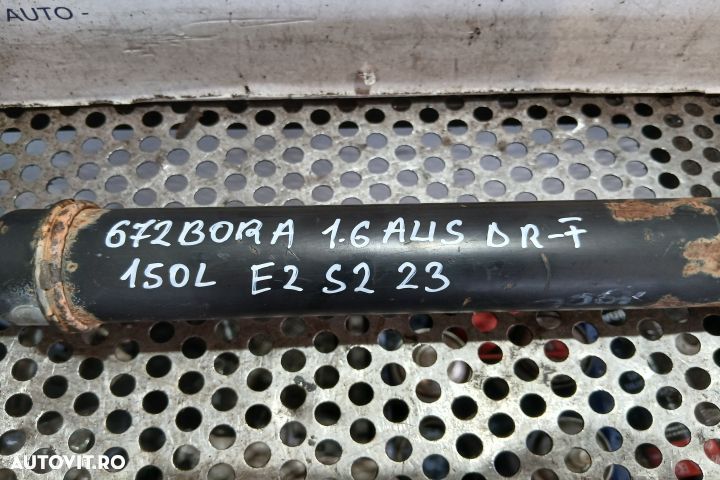 AUTO -
672BORA 1.6 AUS DR-F
150L E2 S2 23
AUTOVIT.RO